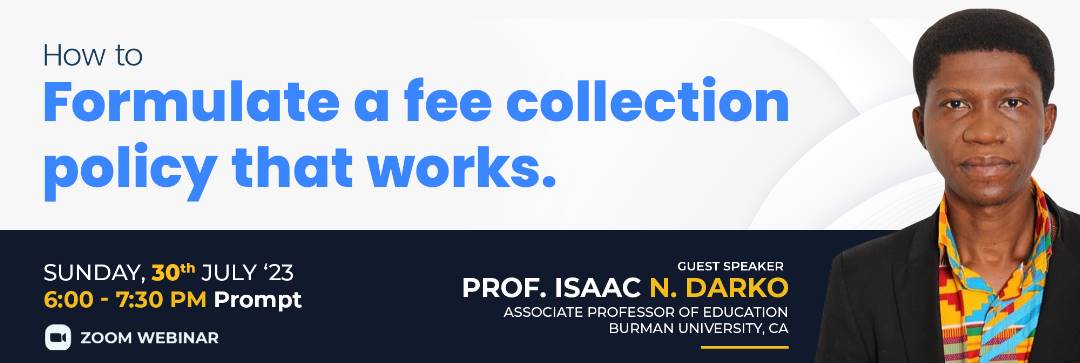 How to
Formulate a fee collection
policy that works.
SUNDAY, 30th JULY ‘23
6:00 - 7:30 PM Prompt
ZOOM WEBINAR
GUEST SPEAKER
PROF. ISAAC N. DARKO
ASSOCIATE PROFESSOR OF EDUCATION
BURMAN UNIVERSITY, CA